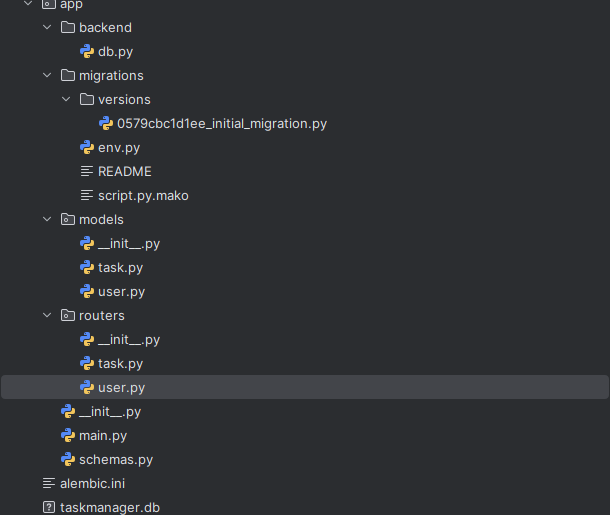 app
backend
db.py
migrations
versions
0579cbc1d1ee_initial_migration.py
env.py
README
script.py.mako
models
__init__.py
task.py
user.py
routers
__init__.py
task.py
user.py
__init__.py
main.py
schemas.py
alembic.ini
taskmanager.db